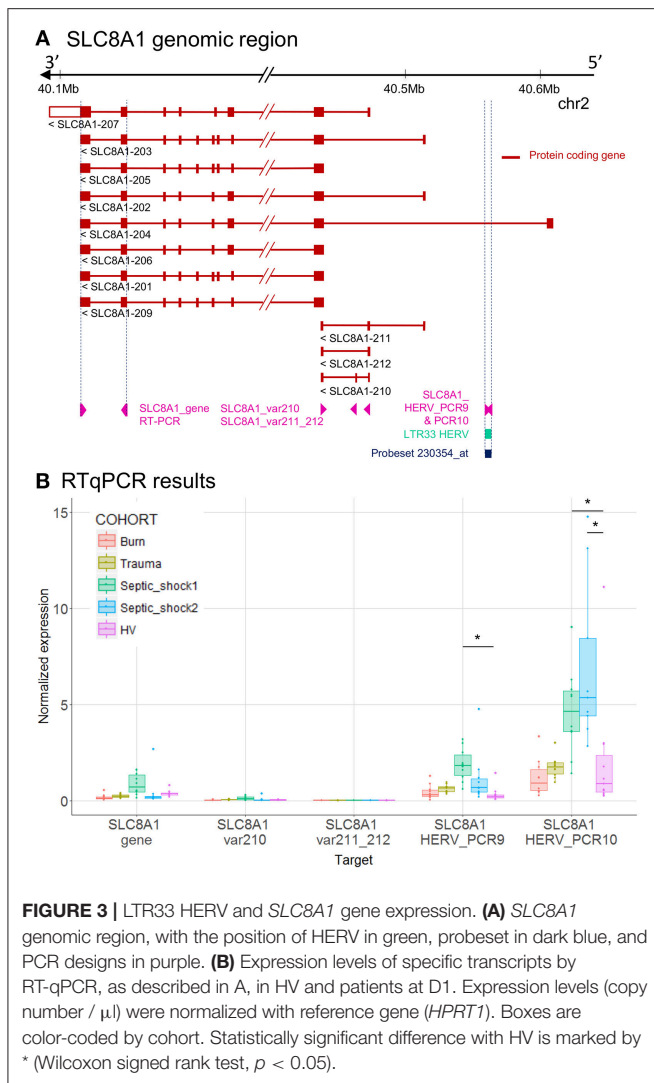 A SLC8A1 genomic region
3’ 5’
40.1Mb 40.5Mb 40.6Mb
chr2
< SLC8A1-207
Protein coding gene
< SLC8A1-203
< SLC8A1-205
< SLC8A1-202
< SLC8A1-204
< SLC8A1-206
< SLC8A1-201
< SLC8A1-209
< SLC8A1-211
< SLC8A1-212
< SLC8A1-210
SLC8A1_gene
RT-PCR
SLC8A1_var210
SLC8A1_var211_212
SLC8A1_
HERV_PCR9
& PCR10
LTR33 HERV
Probeset 230354_at
B RTqPCR results
15
10
5
0
Normalized expression
COHORT
Burn
Trauma
Septic_shock1
Septic_shock2
HV
*
*
*
SLC8A1
gene
SLC8A1
var210
SLC8A1
var211_212
SLC8A1
HERV_PCR9
SLC8A1
HERV_PCR10
Target
FIGURE 3 | LTR33 HERV and SLC8A1 gene expression. (A) SLC8A1
genomic region, with the position of HERV in green, probeset in dark blue, and
PCR designs in purple. (B) Expression levels of specific transcripts by
RT-qPCR, as described in A, in HV and patients at D1. Expression levels (copy
number / μl) were normalized with reference gene (HPRT1). Boxes are
color-coded by cohort. Statistically significant difference with HV is marked by
* (Wilcoxon signed rank test, p < 0.05).